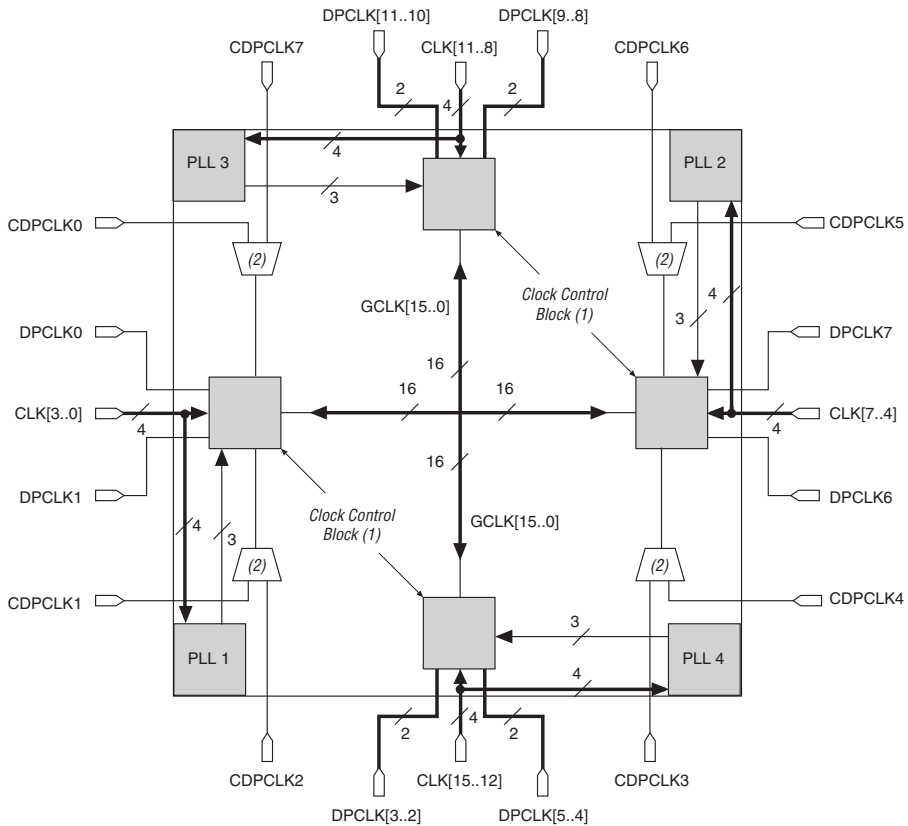 DPCLK[11..10]
DPCLK[9..8]
CDPCLK7
CLK[11..8]
CDPCLK6
2
4
2
PLL 3
4
3
PLL 2
CDPCLK0
(2)
(2)
CDPCLK5
GCLK[15..0]
Clock Control
Block (1)
4
3
DPCLK0
DPCLK7
16
16
16
CLK[3..0]
4
CLK[7..4]
4
16
DPCLK1
DPCLK6
4
3
Clock Control
Block (1)
GCLK[15..0]
(2)
(2)
CDPCLK1
CDPCLK4
3
PLL 1
PLL 4
4
2
4
2
CDPCLK2
CLK[15..12]
CDPCLK3
DPCLK[3..2]
DPCLK[5..4]